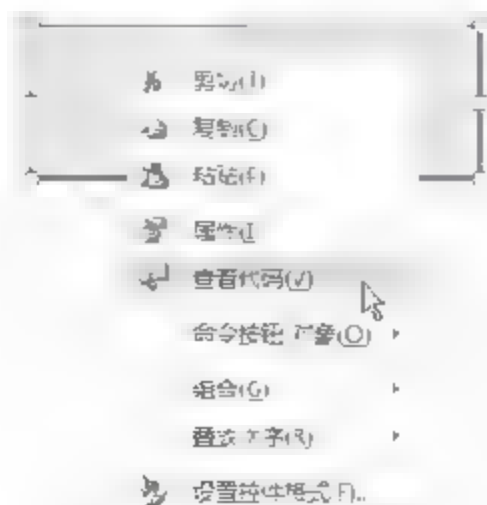 剪切(T)
复制(C)
粘贴(P)
属性(I)
查看代码(V)
命令按钮 对象(O)
组合(G)
叠放次序(R)
设置控件格式(F)...